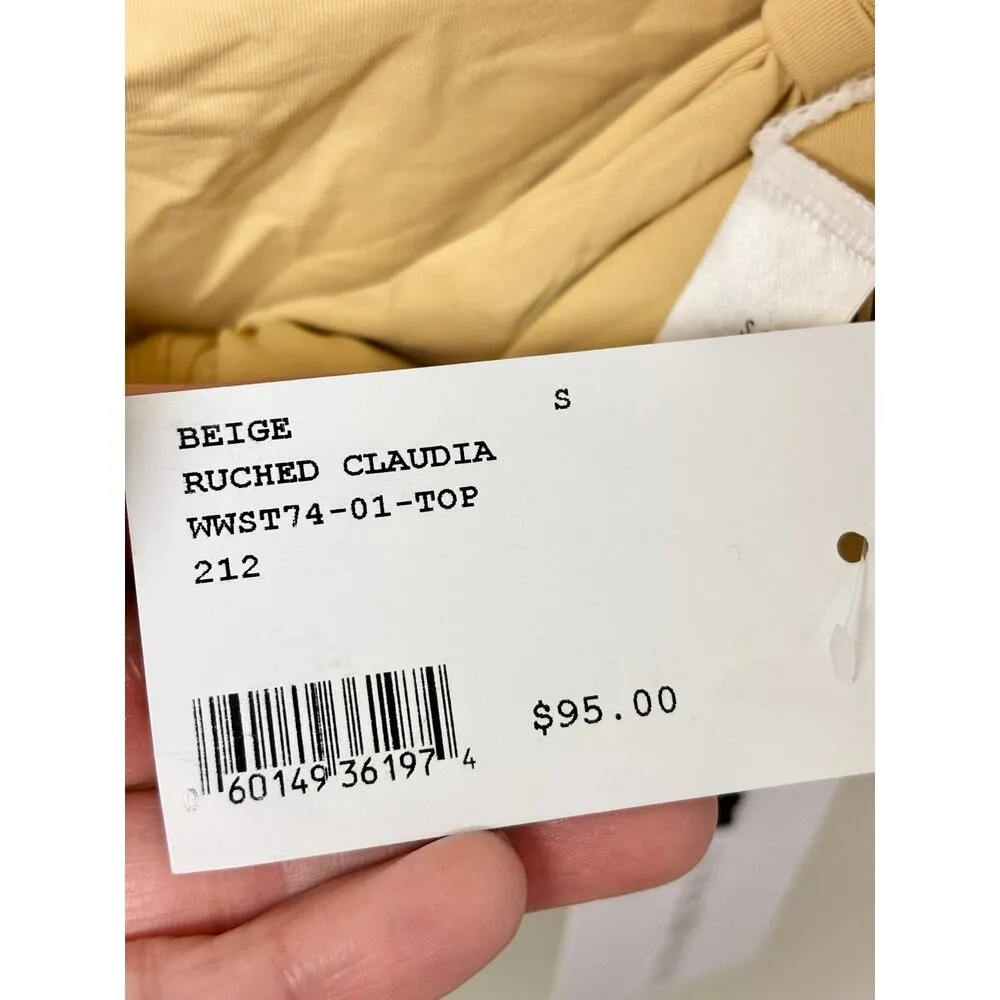 BEIGE S
RUCHED CLAUDIA
WWST74-01-TOP
212
$95.00
0 60149 36197 4